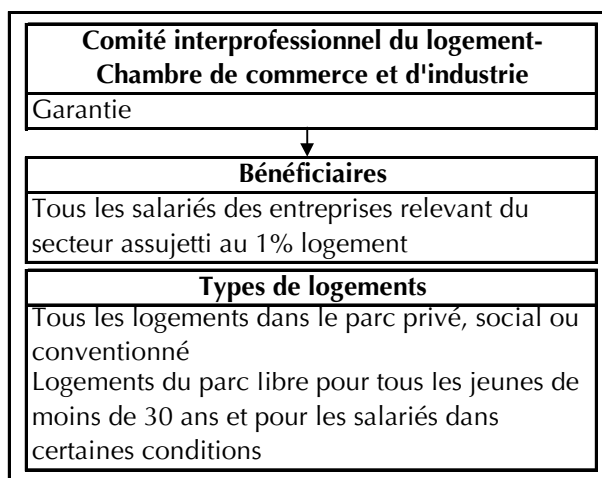 Comité interprofessionnel du logement-
Chambre de commerce et d'industrie
Garantie
Bénéficiaires
Tous les salariés des entreprises relevant du
secteur assujetti au 1% logement
Types de logements
Tous les logements dans le parc privé, social ou
conventionné
Logements du parc libre pour tous les jeunes de
moins de 30 ans et pour les salariés dans
certaines conditions